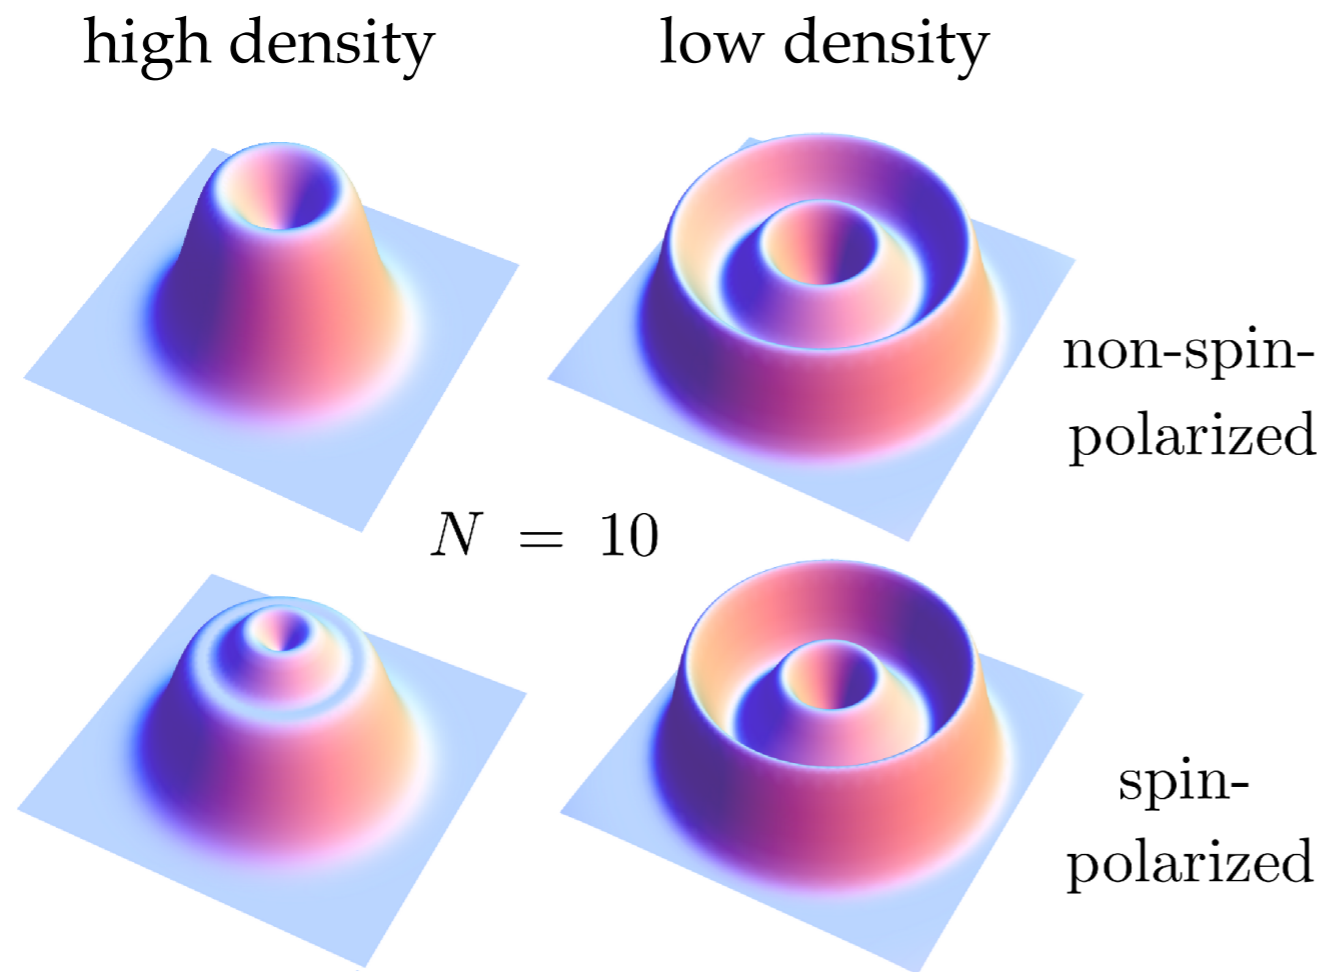 high density
low density
non-spin-
polarized
N = 10
spin-
polarized